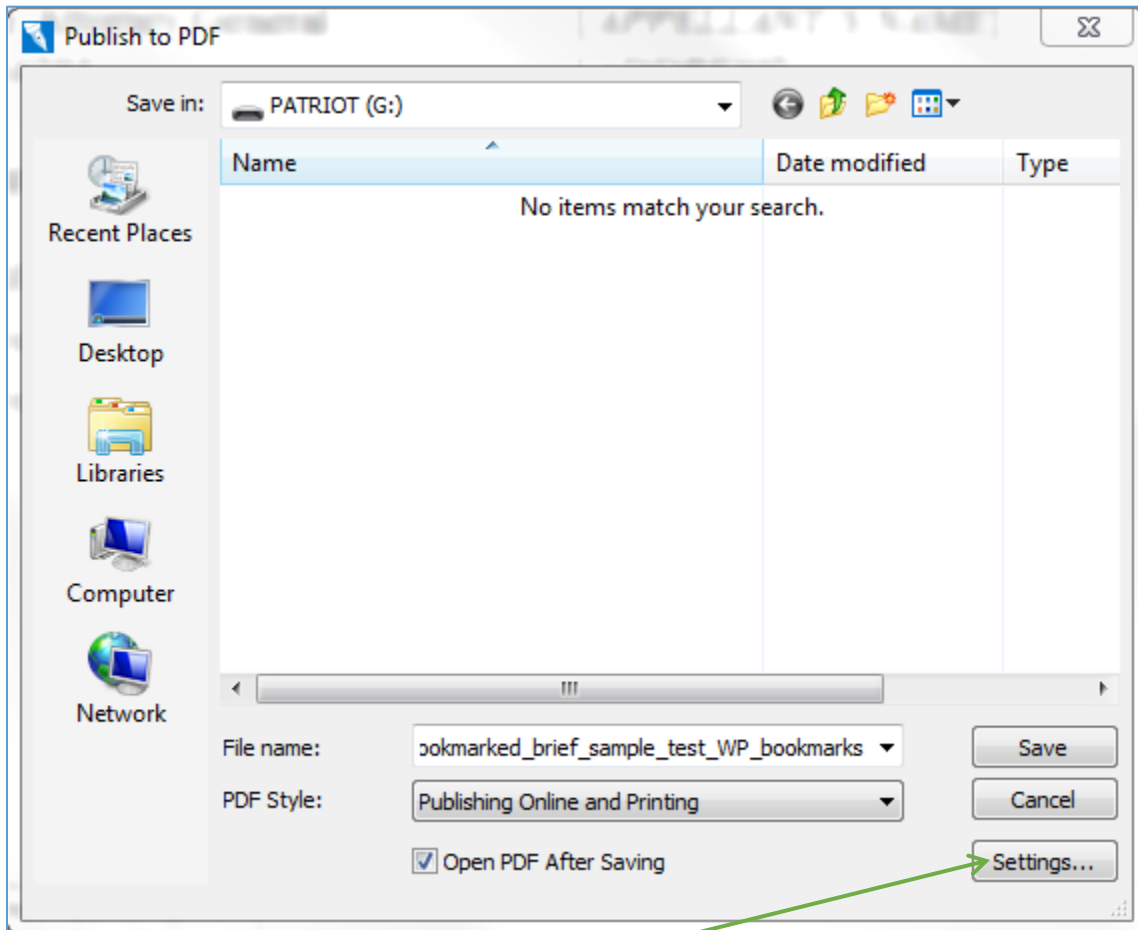 Publish to PDF
Save in: PATRIOT (G:)
Name Date modified Type
No items match your search.
Recent Places
Desktop
Libraries
Computer
Network
File name: ookmarked_brief_sample_test_WP_bookmarks Save
PDF Style: Publishing Online and Printing Cancel
Open PDF After Saving Settings...